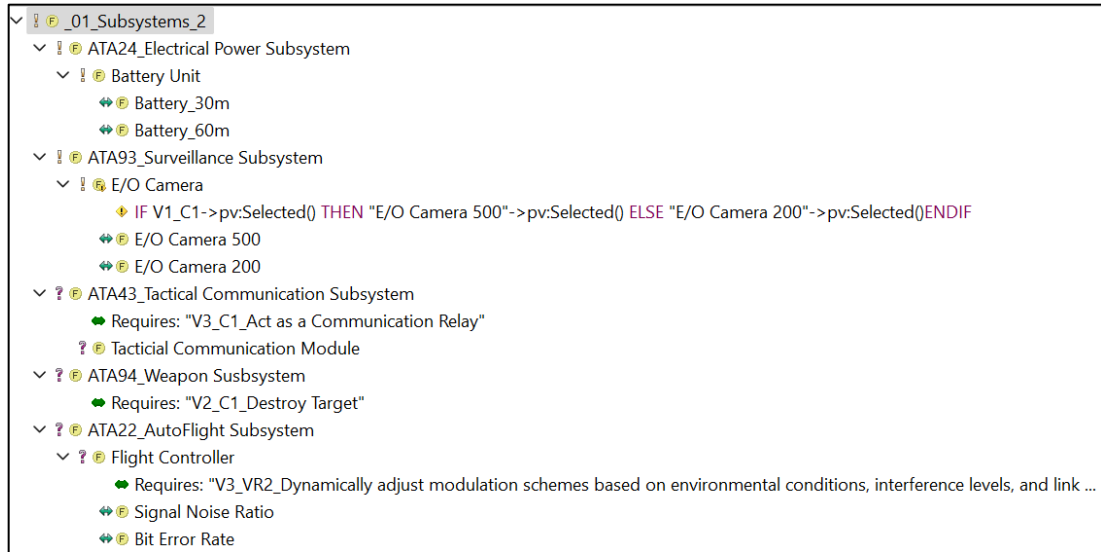 _01_Subsystems_2
ATA24_Electrical Power Subsystem
Battery Unit
Battery_30m
Battery_60m
ATA93_Surveillance Subsystem
E/O Camera
IF V1_C1->pv:Selected() THEN "E/O Camera 500"->pv:Selected() ELSE "E/O Camera 200"->pv:Selected()ENDIF
E/O Camera 500
E/O Camera 200
ATA43_Tactical Communication Subsystem
Requires: "V3_C1_Act as a Communication Relay"
Tacticial Communication Module
ATA94_Weapon Susbsystem
Requires: "V2_C1_Destroy Target"
ATA22_AutoFlight Subsystem
Flight Controller
Requires: "V3_VR2_Dynamically adjust modulation schemes based on environmental conditions, interference levels, and link ...
Signal Noise Ratio
Bit Error Rate